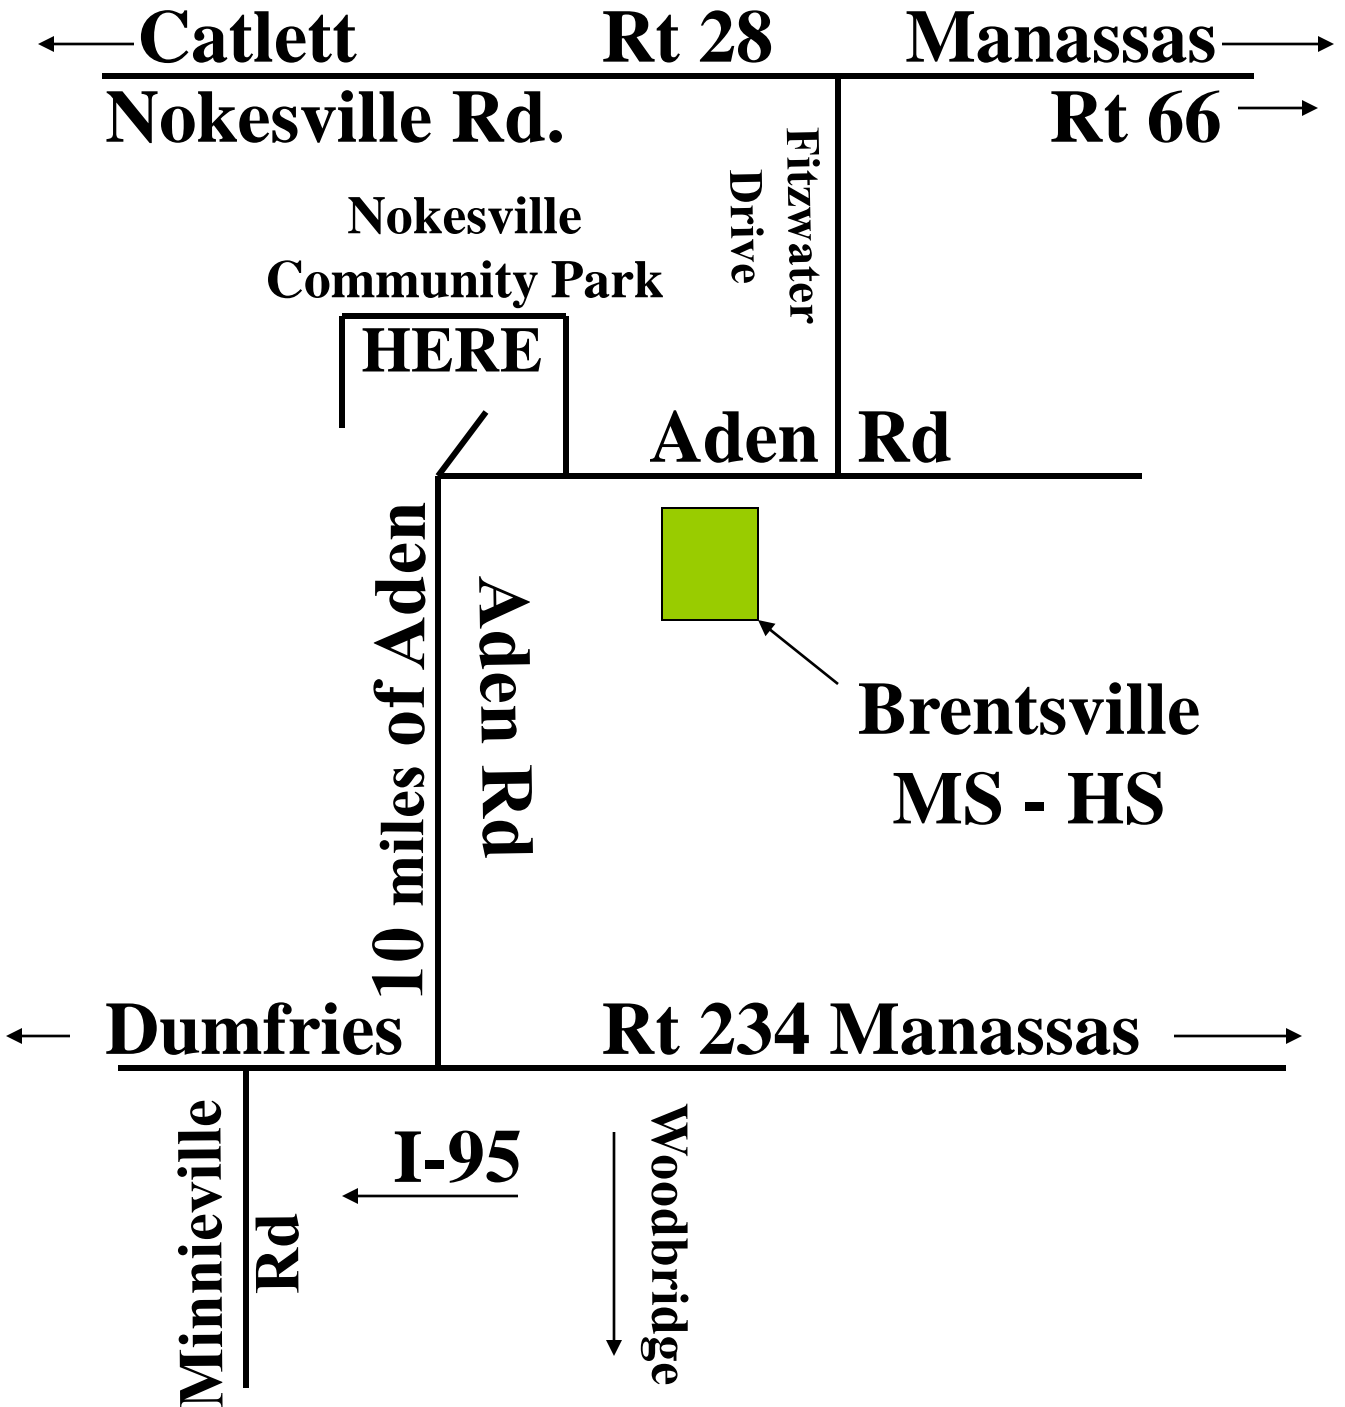 Catlett
Rt 28
Manassas
Nokesville Rd.
Rt 66
Fitzwater
Drive
Nokesville
Community Park
HERE
Aden Rd
10 miles of Aden
Aden Rd
Brentsville
MS - HS
Dumfries
Rt 234 Manassas
Minnieville
Rd
I-95
Woodbridge